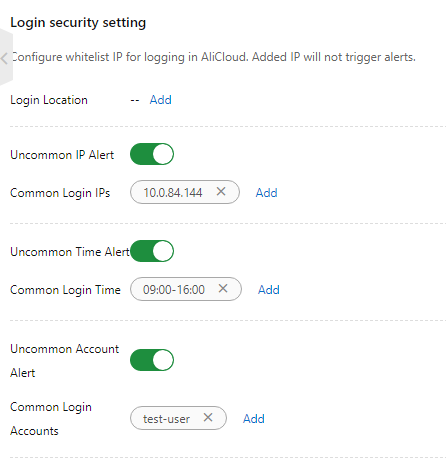 Login security setting
Configure whitelist IP for logging in AliCloud. Added IP will not trigger alerts.
Login Location -- Add
Uncommon IP Alert
Common Login IPs 10.0.84.144 Add
Uncommon Time Alert
Common Login Time 09:00-16:00 Add
Uncommon Account
Alert
Common Login
Accounts test-user Add